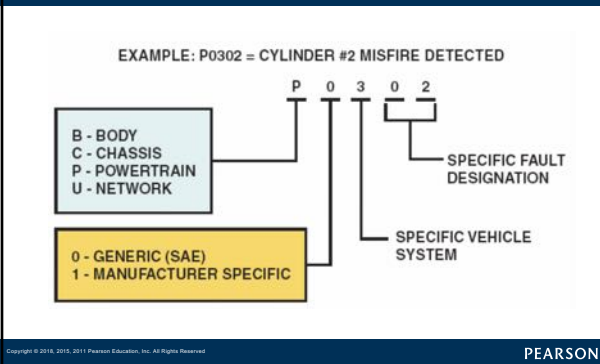 EXAMPLE: P0302 = CYLINDER #2 MISFIRE DETECTED
P 0 3 0 2
B - BODY
C - CHASSIS
P - POWERTRAIN
U - NETWORK
SPECIFIC FAULT
DESIGNATION
SPECIFIC VEHICLE
SYSTEM
0 - GENERIC (SAE)
1 - MANUFACTURER SPECIFIC
Copyright © 2018, 2015, 2011 Pearson Education, Inc. All Rights Reserved
PEARSON